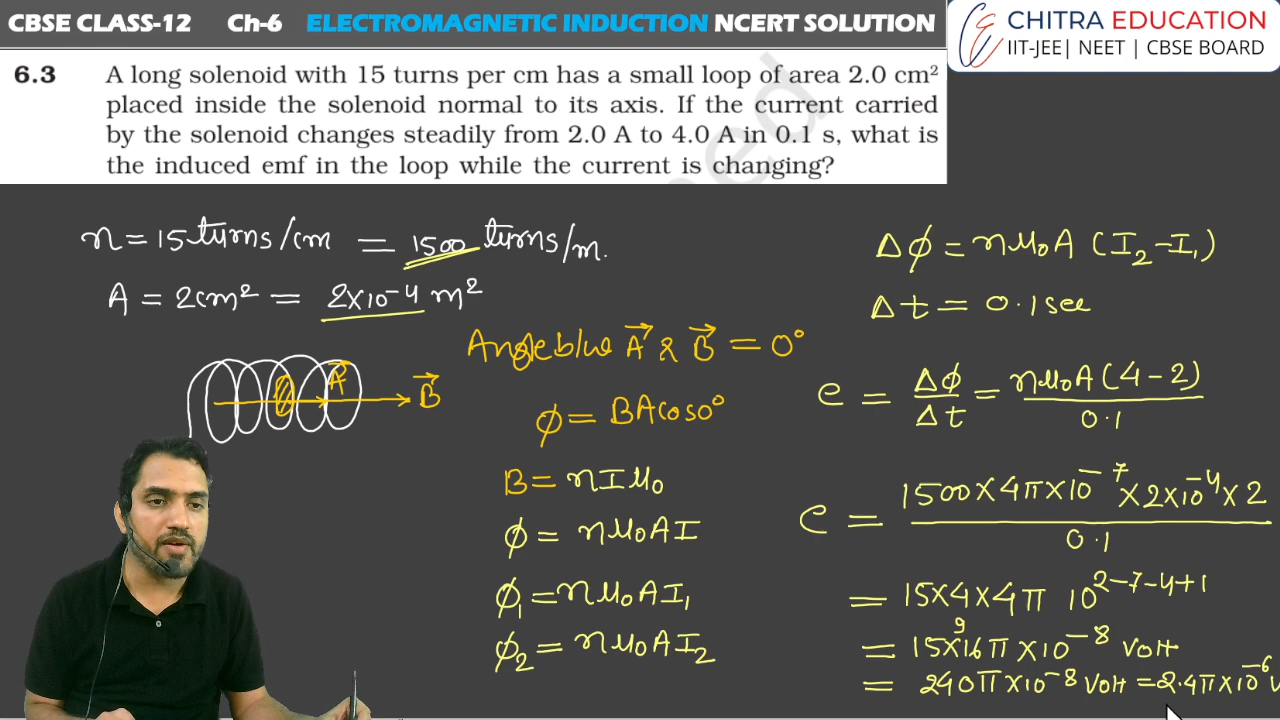 CBSE CLASS-12 Ch-6 ELECTROMAGNETIC INDUCTION NCERT SOLUTION
CHITRA EDUCATION
IIT-JEE| NEET | CBSE BOARD
6.3 A long solenoid with 15 turns per cm has a small loop of area 2.0 cm²
placed inside the solenoid normal to its axis. If the current carried
by the solenoid changes steadily from 2.0 A to 4.0 A in 0.1 s, what is
the induced emf in the loop while the current is changing?
n = 15 turns/cm = 1500 turns/m.
A = 2cm² = 2×10⁻⁴ m²
A⃗
B⃗
Angle blw A⃗ & B⃗ = 0°
ϕ = BA cos0°
B = nIμ₀
ϕ = nμ₀AI
ϕ₁ = nμ₀AI₁
ϕ₂ = nμ₀AI₂
Δϕ = nμ₀A (I₂-I₁)
Δt = 0.1sec
e = Δϕ/Δt = nμ₀A(4-2)/0.1
e = 1500×4π×10⁻⁷×2×10⁻⁴×2/0.1
= 15×4×4π 10²⁻⁷⁻⁴⁺¹
= 15×16π×10⁻⁸ volt
= 240π×10⁻⁸ volt = 2.4π×10⁻⁶ V